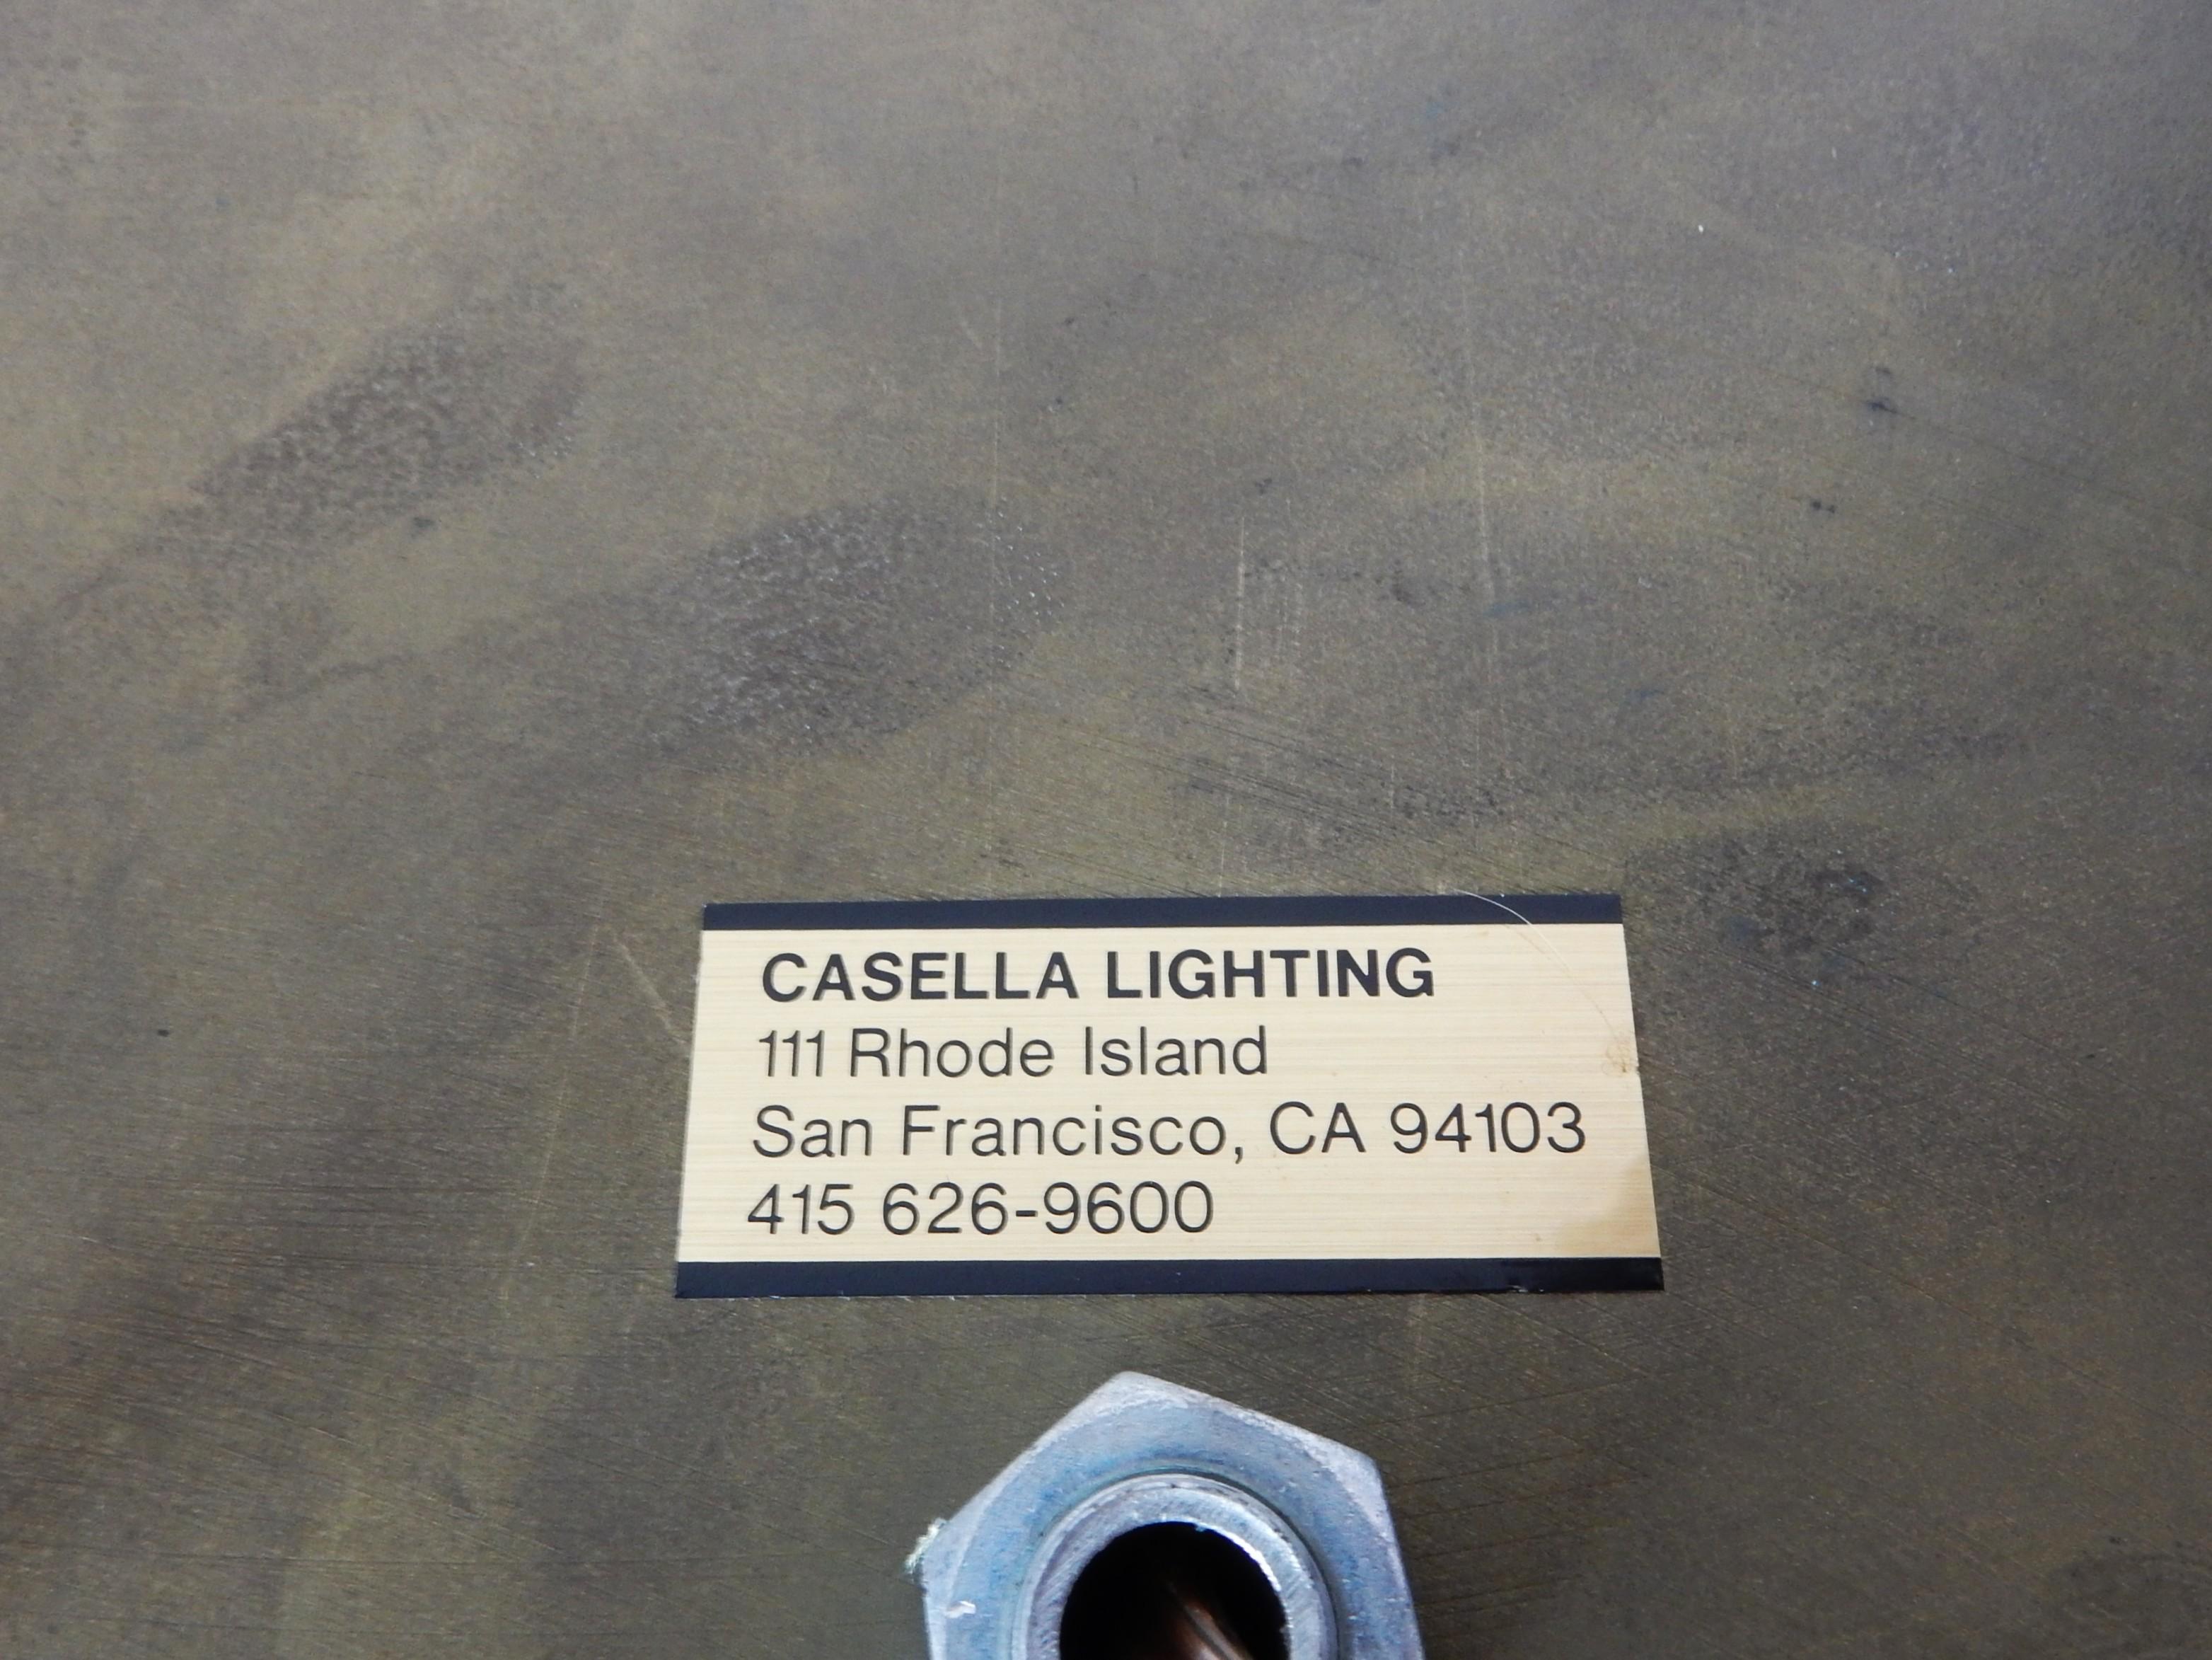 CASELLA LIGHTING
111 Rhode Island
San Francisco, CA 94103
415 626-9600